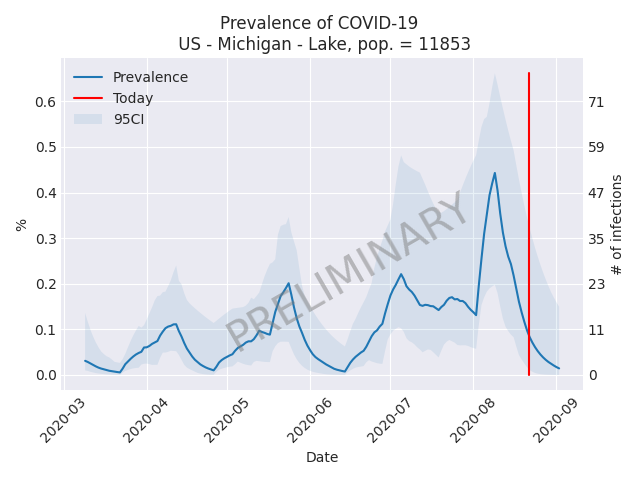 Prevalence of COVID-19
US - Michigan - Lake, pop. = 11853
Prevalence
Today
95CI
PRELIMINARY
%
0.6
0.5
0.4
0.3
0.2
0.1
0.0
71
59
47
35
23
11
0
# of infections
2020-03
2020-04
2020-05
2020-06
2020-07
2020-08
2020-09
Date